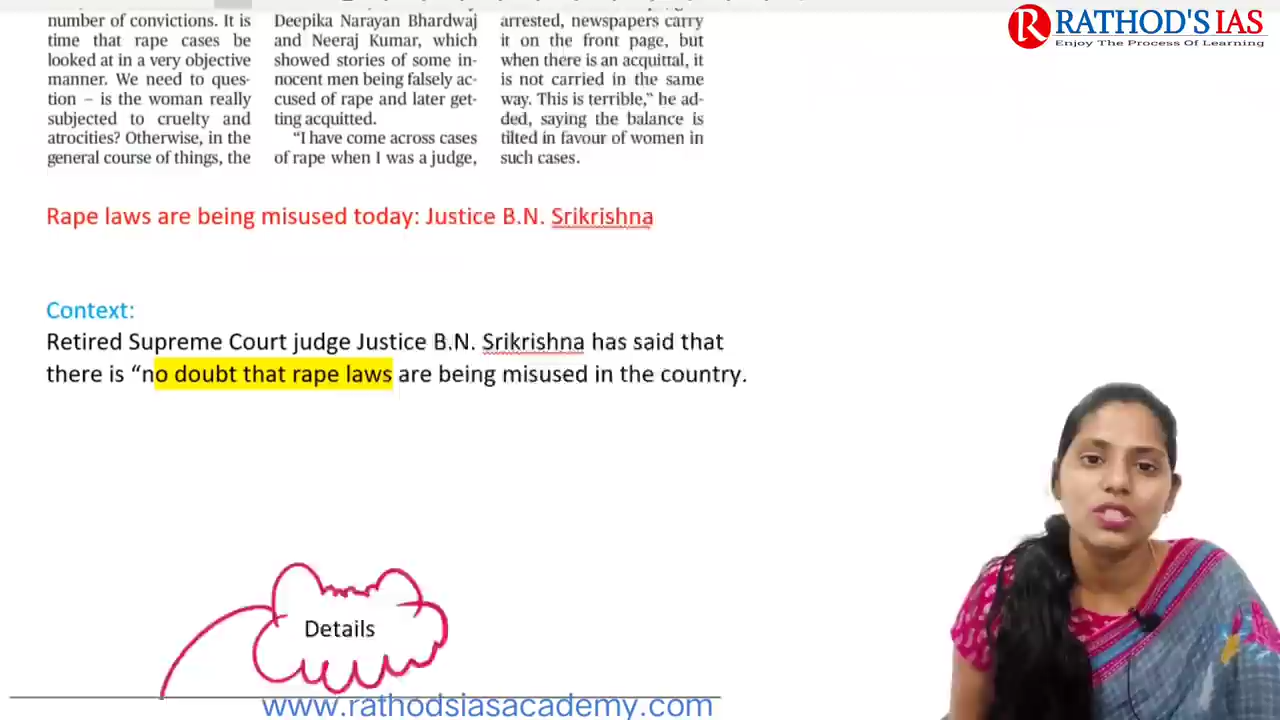 number of convictions. It is
time that rape cases be
looked at in a very objective
manner. We need to ques-
tion – is the woman really
subjected to cruelty and
atrocities? Otherwise, in the
general course of things, the
Deepika Narayan Bhardwaj
and Neeraj Kumar, which
showed stories of some in-
nocent men being falsely ac-
cused of rape and later get-
ting acquitted.
“I have come across cases
of rape when I was a judge,
arrested, newspapers carry
it on the front page, but
when there is an acquittal, it
is not carried in the same
way. This is terrible,” he ad-
ded, saying the balance is
tilted in favour of women in
such cases.
R
RATHOD'S IAS
Enjoy The Process Of Learning
Rape laws are being misused today: Justice B.N. Srikrishna
Context:
Retired Supreme Court judge Justice B.N. Srikrishna has said that
there is “no doubt that rape laws are being misused in the country.
Details
www.rathodsiasacademy.com